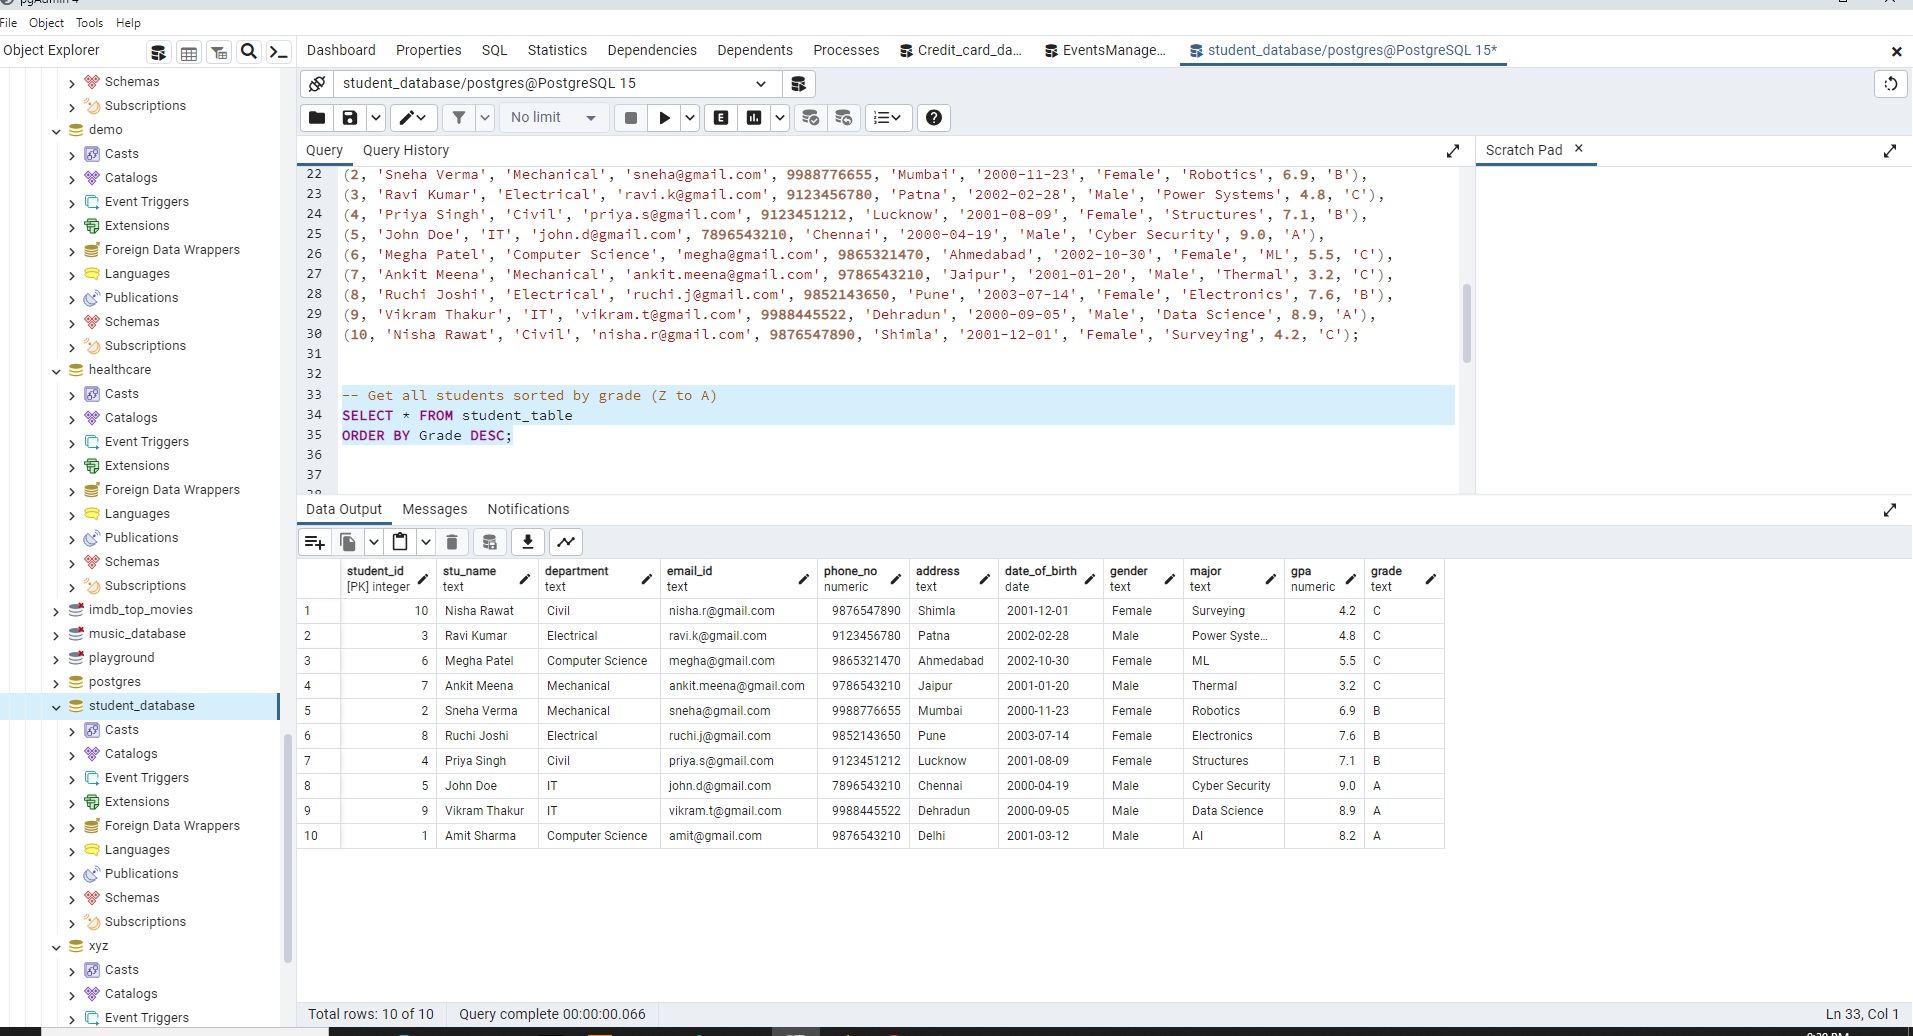 pgAdmin 4
File Object Tools Help
Object Explorer
Dashboard Properties SQL Statistics Dependencies Dependents Processes Credit_card_da... EventsManage... student_database/postgres@PostgreSQL 15*
student_database/postgres@PostgreSQL 15
No limit
E
Query Query History
Scratch Pad
22 (2, 'Sneha Verma', 'Mechanical', 'sneha@gmail.com', 9988776655, 'Mumbai', '2000-11-23', 'Female', 'Robotics', 6.9, 'B'),
23 (3, 'Ravi Kumar', 'Electrical', 'ravi.k@gmail.com', 9123456780, 'Patna', '2002-02-28', 'Male', 'Power Systems', 4.8, 'C'),
24 (4, 'Priya Singh', 'Civil', 'priya.s@gmail.com', 9123451212, 'Lucknow', '2001-08-09', 'Female', 'Structures', 7.1, 'B'),
25 (5, 'John Doe', 'IT', 'john.d@gmail.com', 7896543210, 'Chennai', '2000-04-19', 'Male', 'Cyber Security', 9.0, 'A'),
26 (6, 'Megha Patel', 'Computer Science', 'megha@gmail.com', 9865321470, 'Ahmedabad', '2002-10-30', 'Female', 'ML', 5.5, 'C'),
27 (7, 'Ankit Meena', 'Mechanical', 'ankit.meena@gmail.com', 9786543210, 'Jaipur', '2001-01-20', 'Male', 'Thermal', 3.2, 'C'),
28 (8, 'Ruchi Joshi', 'Electrical', 'ruchi.j@gmail.com', 9852143650, 'Pune', '2003-07-14', 'Female', 'Electronics', 7.6, 'B'),
29 (9, 'Vikram Thakur', 'IT', 'vikram.t@gmail.com', 9988445522, 'Dehradun', '2000-09-05', 'Male', 'Data Science', 8.9, 'A'),
30 (10, 'Nisha Rawat', 'Civil', 'nisha.r@gmail.com', 9876547890, 'Shimla', '2001-12-01', 'Female', 'Surveying', 4.2, 'C');
31
32
33 -- Get all students sorted by grade (Z to A)
34 SELECT * FROM student_table
35 ORDER BY Grade DESC;
36
37
38
Data Output Messages Notifications
student_id stu_name department email_id phone_no address date_of_birth gender major gpa grade
[PK] integer text text text numeric text date text text numeric text
1 10 Nisha Rawat Civil nisha.r@gmail.com 9876547890 Shimla 2001-12-01 Female Surveying 4.2 C
2 3 Ravi Kumar Electrical ravi.k@gmail.com 9123456780 Patna 2002-02-28 Male Power Syste... 4.8 C
3 6 Megha Patel Computer Science megha@gmail.com 9865321470 Ahmedabad 2002-10-30 Female ML 5.5 C
4 7 Ankit Meena Mechanical ankit.meena@gmail.com 9786543210 Jaipur 2001-01-20 Male Thermal 3.2 C
5 2 Sneha Verma Mechanical sneha@gmail.com 9988776655 Mumbai 2000-11-23 Female Robotics 6.9 B
6 8 Ruchi Joshi Electrical ruchi.j@gmail.com 9852143650 Pune 2003-07-14 Female Electronics 7.6 B
7 4 Priya Singh Civil priya.s@gmail.com 9123451212 Lucknow 2001-08-09 Female Structures 7.1 B
8 5 John Doe IT john.d@gmail.com 7896543210 Chennai 2000-04-19 Male Cyber Security 9.0 A
9 9 Vikram Thakur IT vikram.t@gmail.com 9988445522 Dehradun 2000-09-05 Male Data Science 8.9 A
10 1 Amit Sharma Computer Science amit@gmail.com 9876543210 Delhi 2001-03-12 Male AI 8.2 A
Total rows: 10 of 10 Query complete 00:00:00.066 Ln 33, Col 1
Schemas
Subscriptions
demo
Casts
Catalogs
Event Triggers
Extensions
Foreign Data Wrappers
Languages
Publications
Schemas
Subscriptions
healthcare
Casts
Catalogs
Event Triggers
Extensions
Foreign Data Wrappers
Languages
Publications
Schemas
Subscriptions
imdb_top_movies
music_database
playground
postgres
student_database
Casts
Catalogs
Event Triggers
Extensions
Foreign Data Wrappers
Languages
Publications
Schemas
Subscriptions
xyz
Casts
Catalogs
Event Triggers